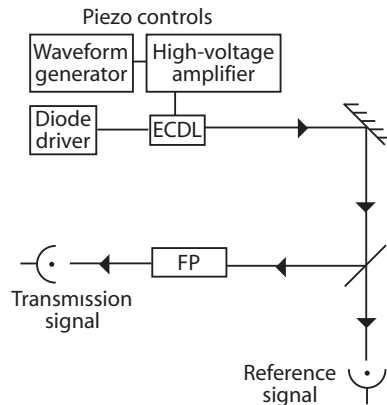 Piezo controls
Waveform
generator
High-voltage
amplifier
Diode
driver
ECDL
FP
Transmission
signal
Reference
signal